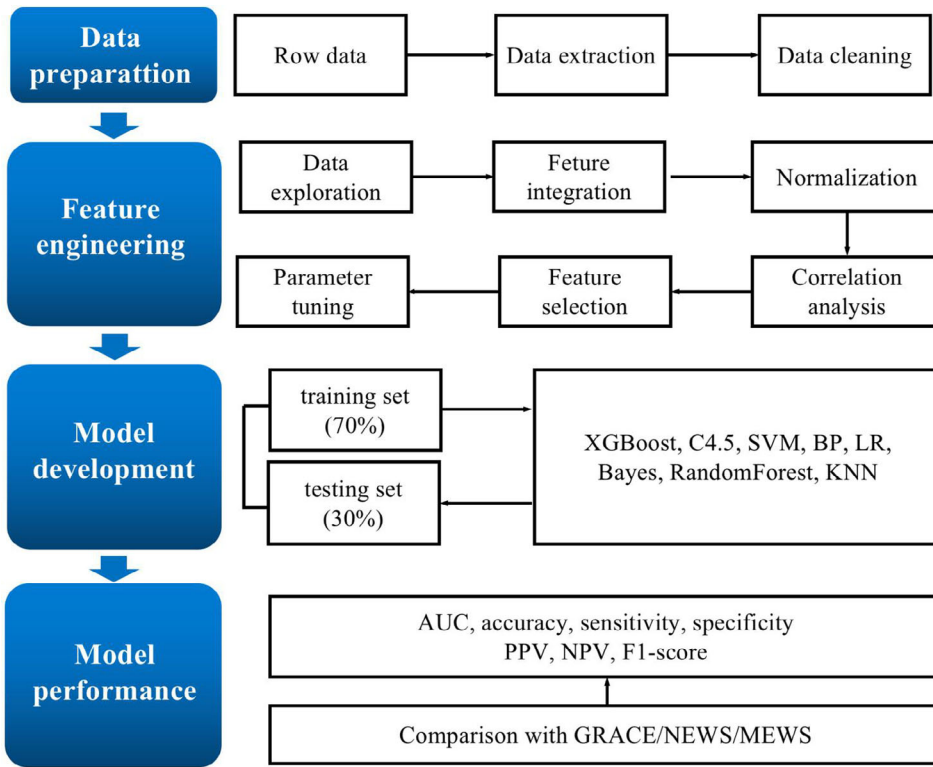 Data
preparattion
Row data
Data extraction
Data cleaning
Feature
engineering
Data
exploration
Feture
integration
Normalization
Parameter
tuning
Feature
selection
Correlation
analysis
Model
development
training set
(70%)
testing set
(30%)
XGBoost, C4.5, SVM, BP, LR,
Bayes, RandomForest, KNN
Model
performance
AUC, accuracy, sensitivity, specificity
PPV, NPV, F1-score
Comparison with GRACE/NEWS/MEWS